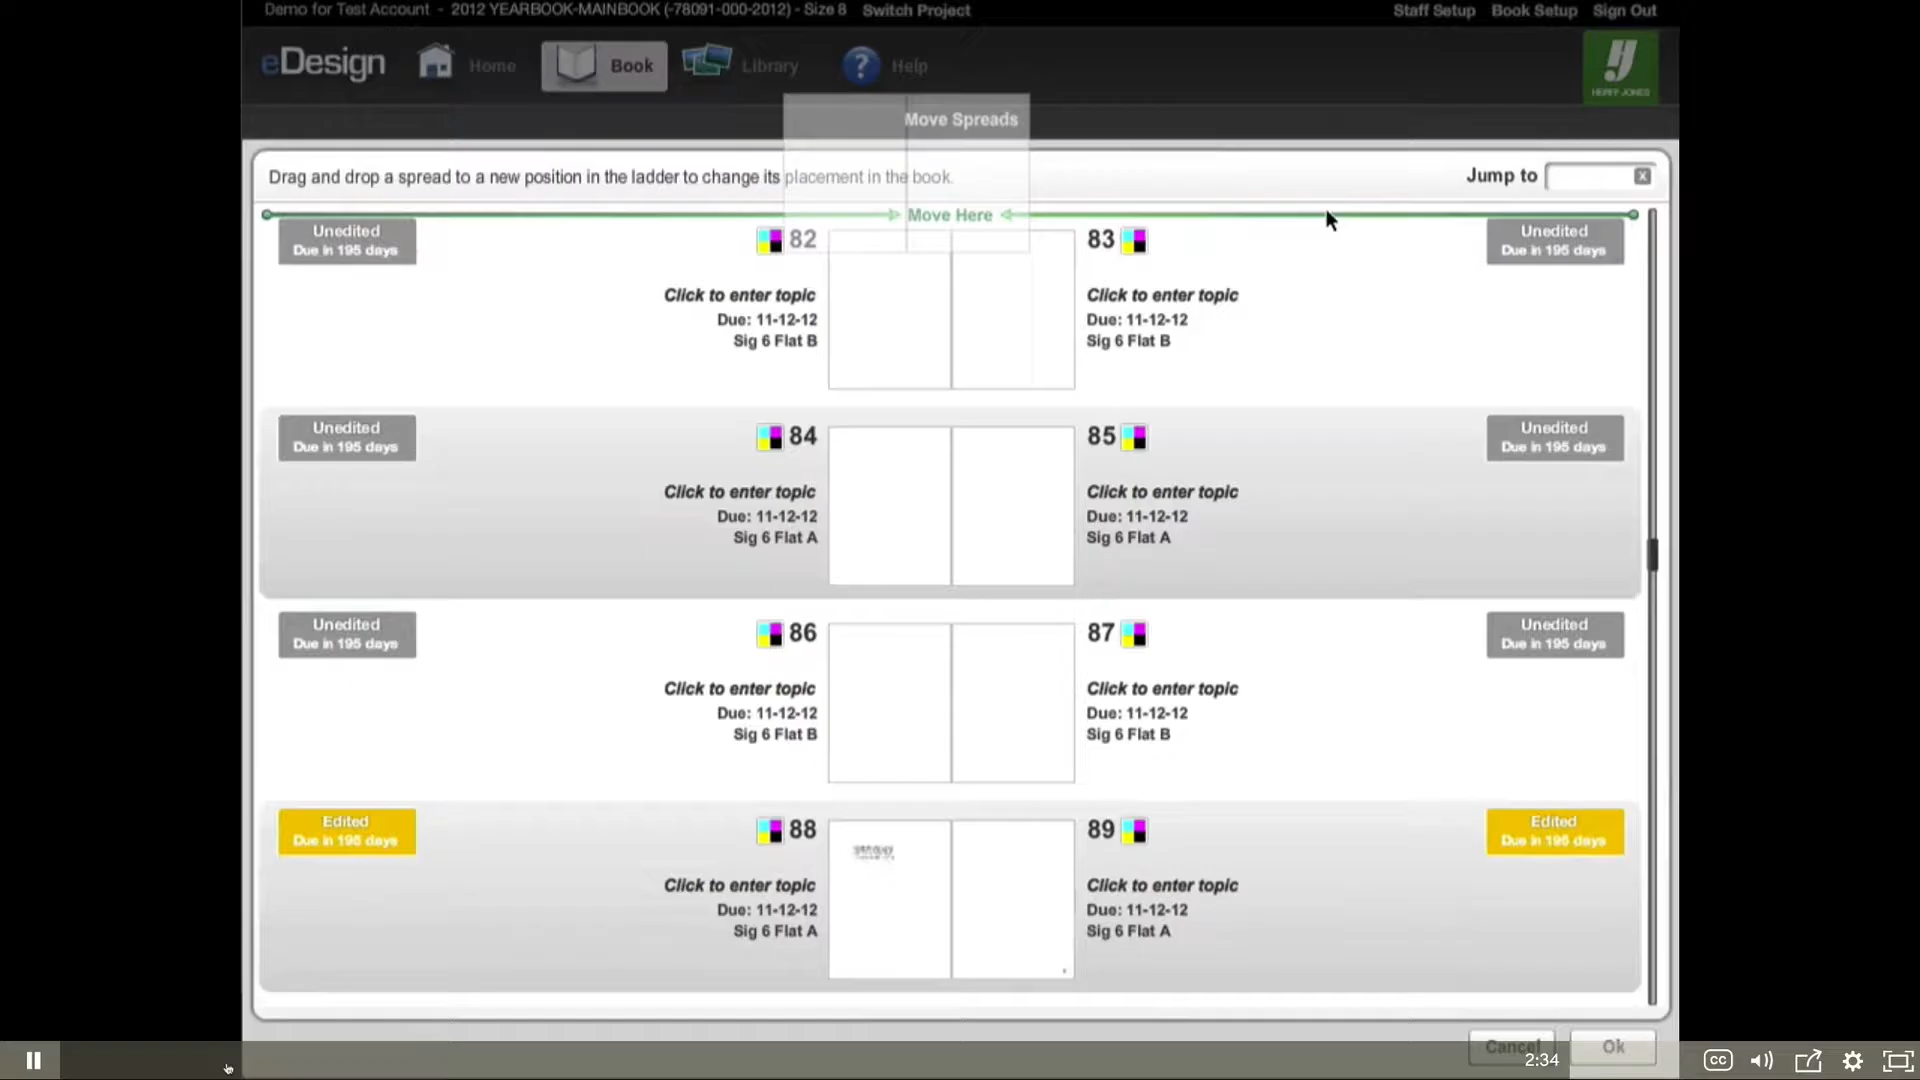 Demo for Test Account - 2012 YEARBOOK-MAINBOOK (-78091-000-2012) - Size 8 Switch Project Staff Setup Book Setup Sign Out
eDesign Home Book Library ? Help
HERFF JONES
Move Spreads
Drag and drop a spread to a new position in the ladder to change its placement in the book. Jump to
Move Here
Unedited
Due in 195 days
82
Click to enter topic
Due: 11-12-12
Sig 6 Flat B
83
Click to enter topic
Due: 11-12-12
Sig 6 Flat B
Unedited
Due in 195 days
Unedited
Due in 195 days
84
Click to enter topic
Due: 11-12-12
Sig 6 Flat A
85
Click to enter topic
Due: 11-12-12
Sig 6 Flat A
Unedited
Due in 195 days
Unedited
Due in 195 days
86
Click to enter topic
Due: 11-12-12
Sig 6 Flat B
87
Click to enter topic
Due: 11-12-12
Sig 6 Flat B
Unedited
Due in 195 days
Edited
Due in 195 days
88
Click to enter topic
Due: 11-12-12
Sig 6 Flat A
89
Click to enter topic
Due: 11-12-12
Sig 6 Flat A
Edited
Due in 195 days
Cancel Ok
2:34 CC